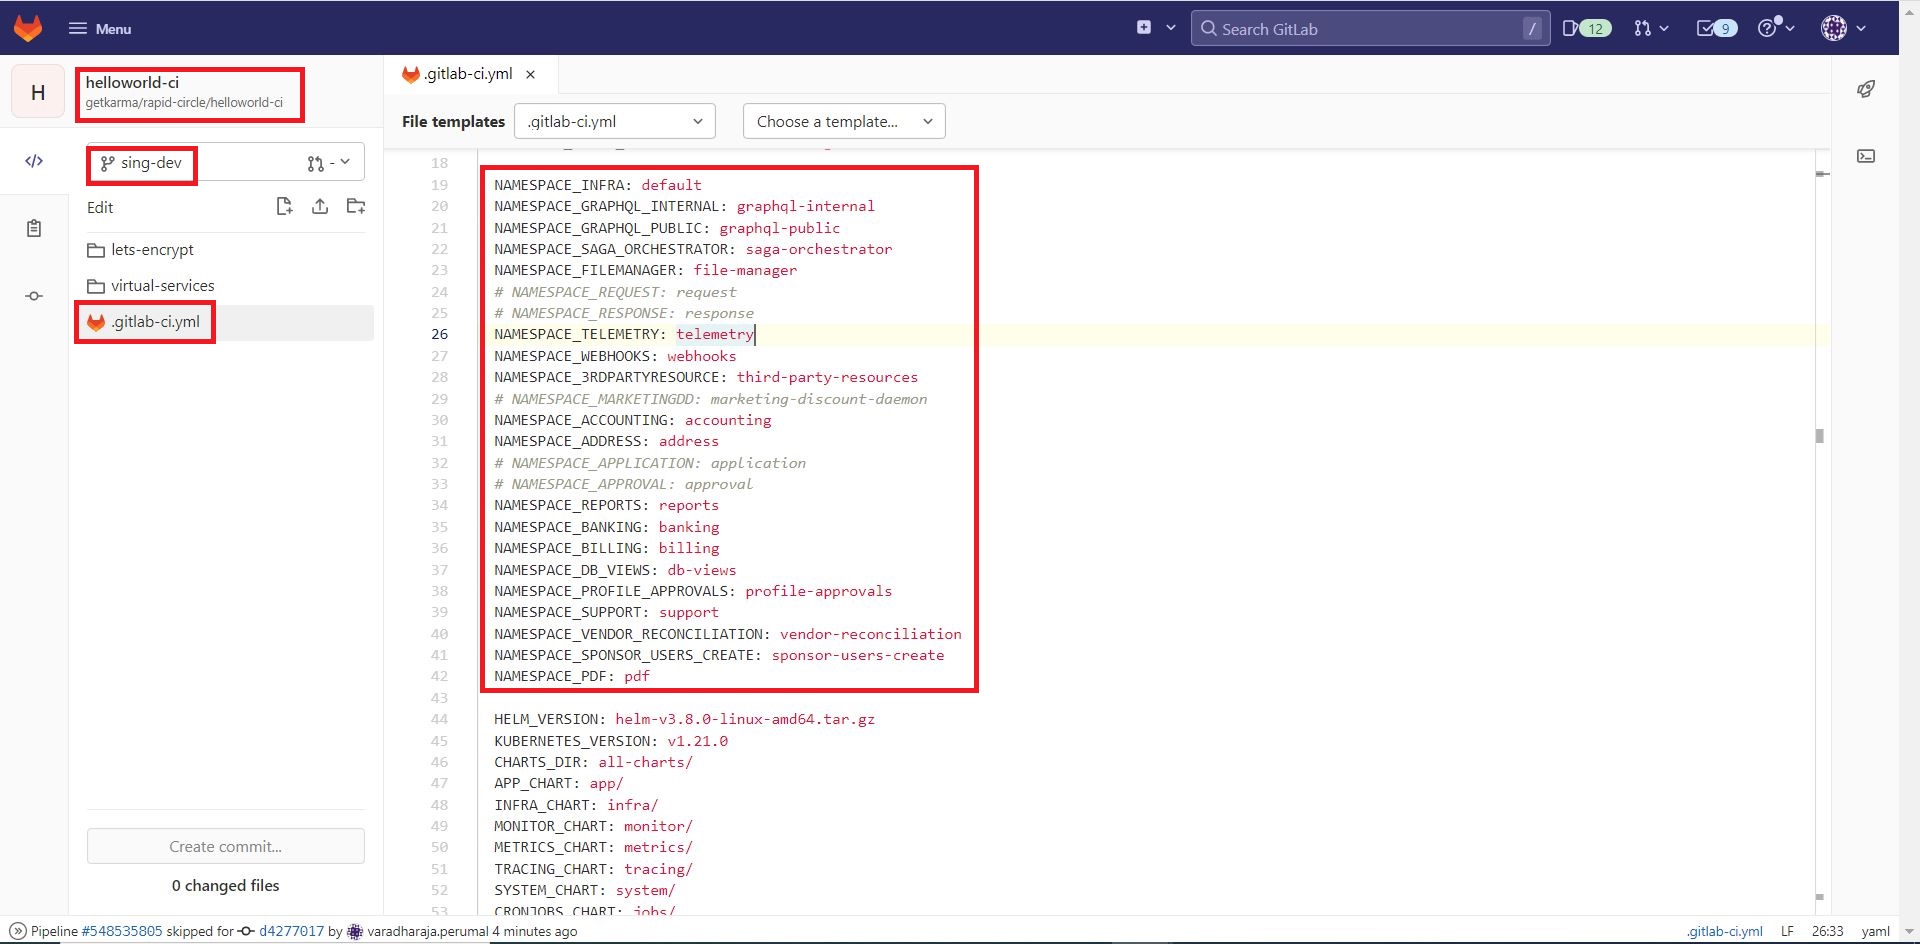 Menu
Search GitLab
/
12
9
H
helloworld-ci
getkarma/rapid-circle/helloworld-ci
.gitlab-ci.yml
File templates
.gitlab-ci.yml
Choose a template...
sing-dev
-
Edit
lets-encrypt
virtual-services
.gitlab-ci.yml
Create commit...
0 changed files
18
19 NAMESPACE_INFRA: default
20 NAMESPACE_GRAPHQL_INTERNAL: graphql-internal
21 NAMESPACE_GRAPHQL_PUBLIC: graphql-public
22 NAMESPACE_SAGA_ORCHESTRATOR: saga-orchestrator
23 NAMESPACE_FILEMANAGER: file-manager
24 # NAMESPACE_REQUEST: request
25 # NAMESPACE_RESPONSE: response
26 NAMESPACE_TELEMETRY: telemetry
27 NAMESPACE_WEBHOOKS: webhooks
28 NAMESPACE_3RDPARTYRESOURCE: third-party-resources
29 # NAMESPACE_MARKETINGDD: marketing-discount-daemon
30 NAMESPACE_ACCOUNTING: accounting
31 NAMESPACE_ADDRESS: address
32 # NAMESPACE_APPLICATION: application
33 # NAMESPACE_APPROVAL: approval
34 NAMESPACE_REPORTS: reports
35 NAMESPACE_BANKING: banking
36 NAMESPACE_BILLING: billing
37 NAMESPACE_DB_VIEWS: db-views
38 NAMESPACE_PROFILE_APPROVALS: profile-approvals
39 NAMESPACE_SUPPORT: support
40 NAMESPACE_VENDOR_RECONCILIATION: vendor-reconciliation
41 NAMESPACE_SPONSOR_USERS_CREATE: sponsor-users-create
42 NAMESPACE_PDF: pdf
43
44 HELM_VERSION: helm-v3.8.0-linux-amd64.tar.gz
45 KUBERNETES_VERSION: v1.21.0
46 CHARTS_DIR: all-charts/
47 APP_CHART: app/
48 INFRA_CHART: infra/
49 MONITOR_CHART: monitor/
50 METRICS_CHART: metrics/
51 TRACING_CHART: tracing/
52 SYSTEM_CHART: system/
53 CRONJOBS_CHART: jobs/
Pipeline #548535805 skipped for d4277017 by varadharaja.perumal 4 minutes ago
.gitlab-ci.yml LF 26:33 yaml